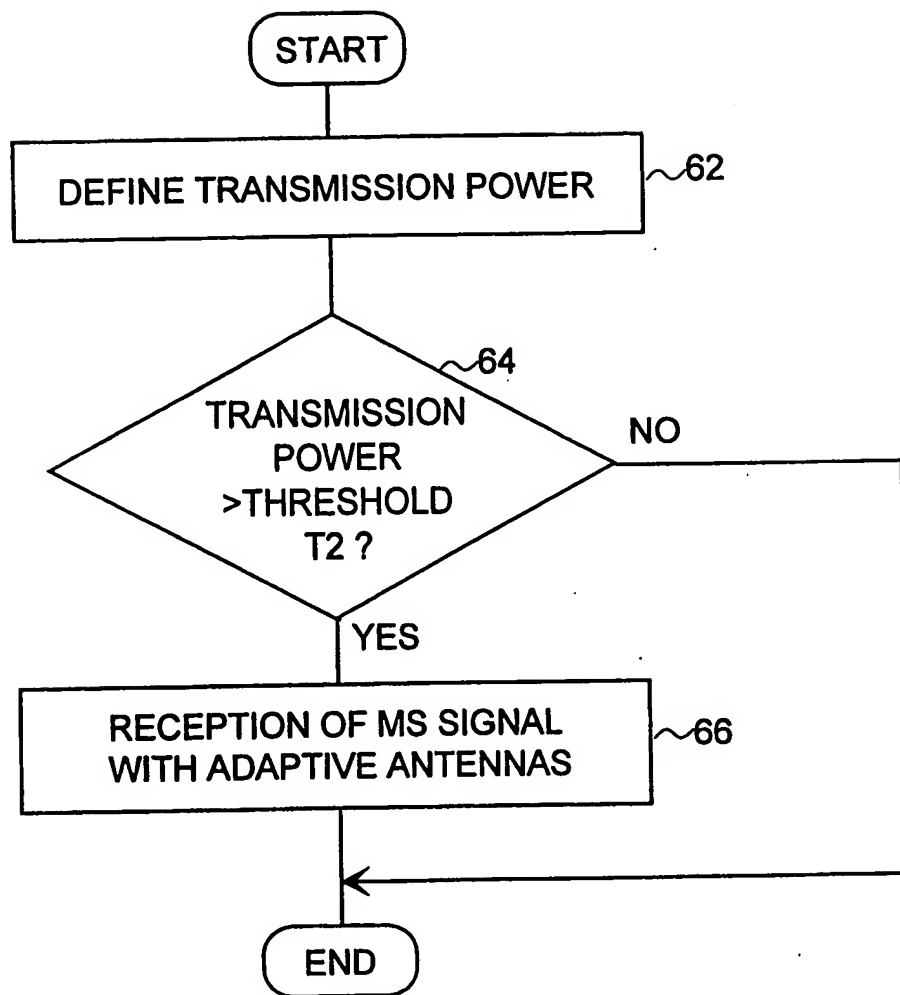 START
DEFINE TRANSMISSION POWER
62
64
TRANSMISSION
POWER
>THRESHOLD
T2 ?
NO
YES
RECEPTION OF MS SIGNAL
WITH ADAPTIVE ANTENNAS
66
END